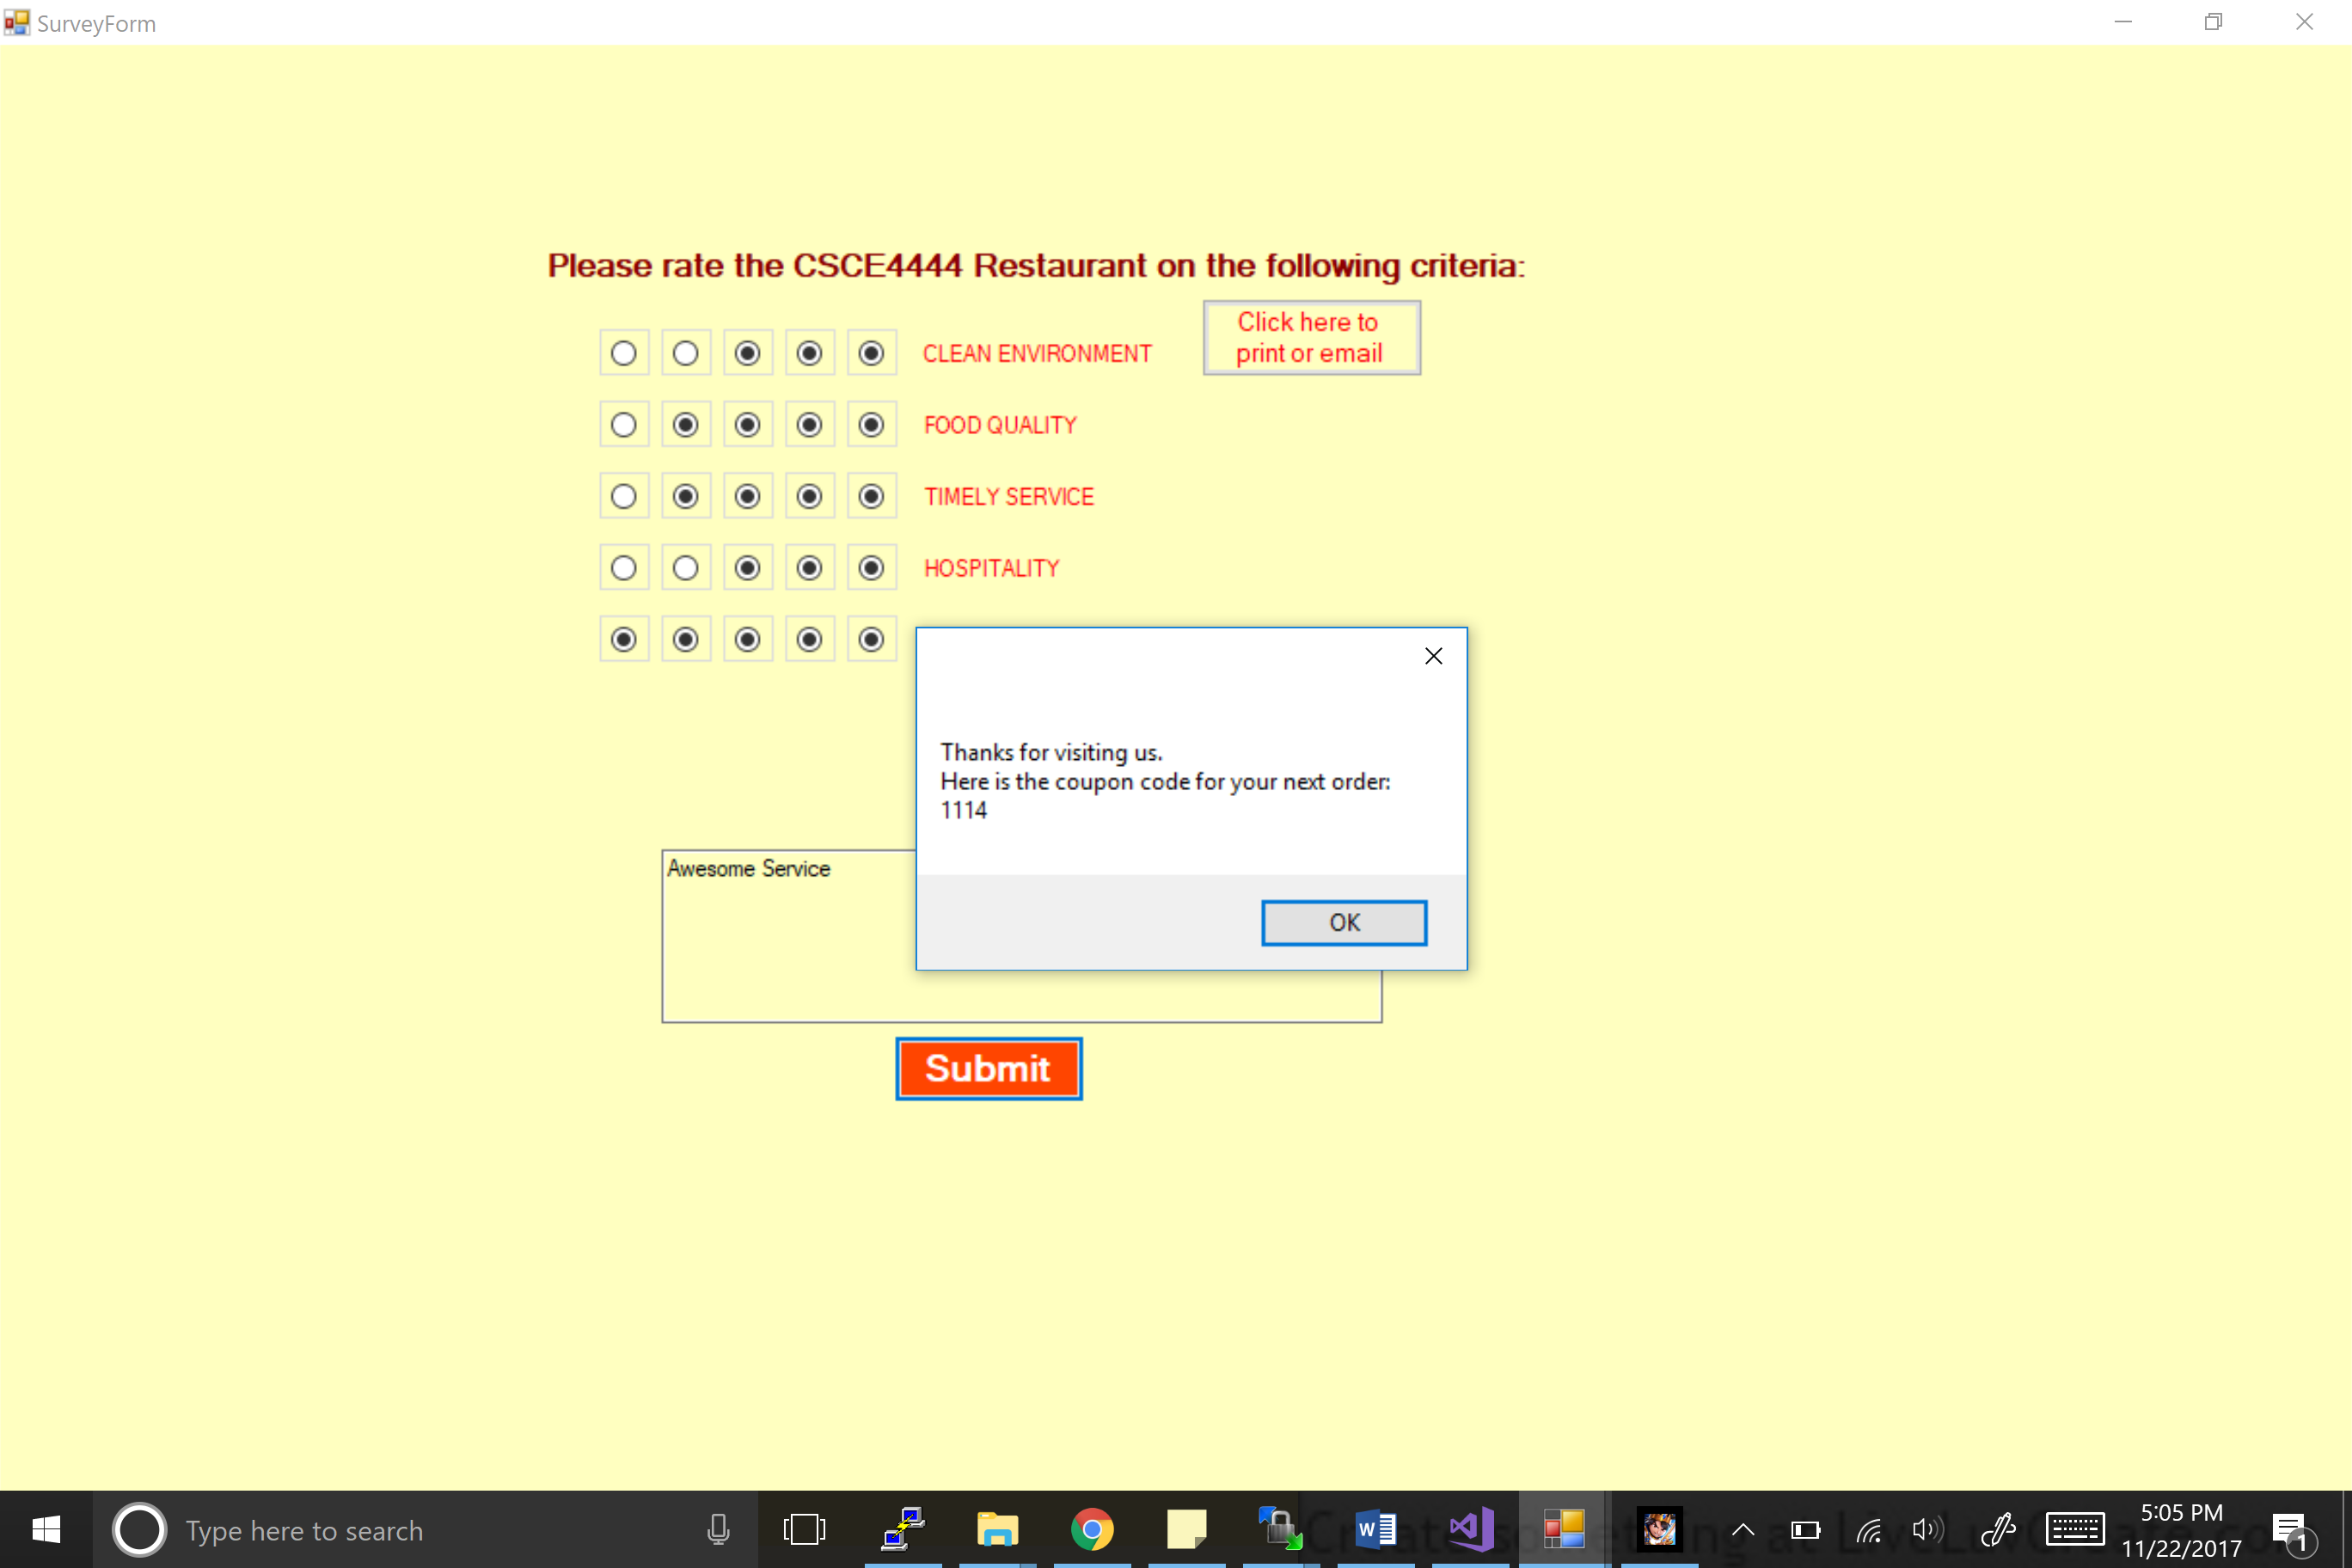 SurveyForm
Please rate the CSCE4444 Restaurant on the following criteria:
Click here to
print or email
CLEAN ENVIRONMENT
FOOD QUALITY
TIMELY SERVICE
HOSPITALITY
Thanks for visiting us.
Here is the coupon code for your next order:
1114
OK
Awesome Service
Submit
Type here to search
5:05 PM
11/22/2017
1